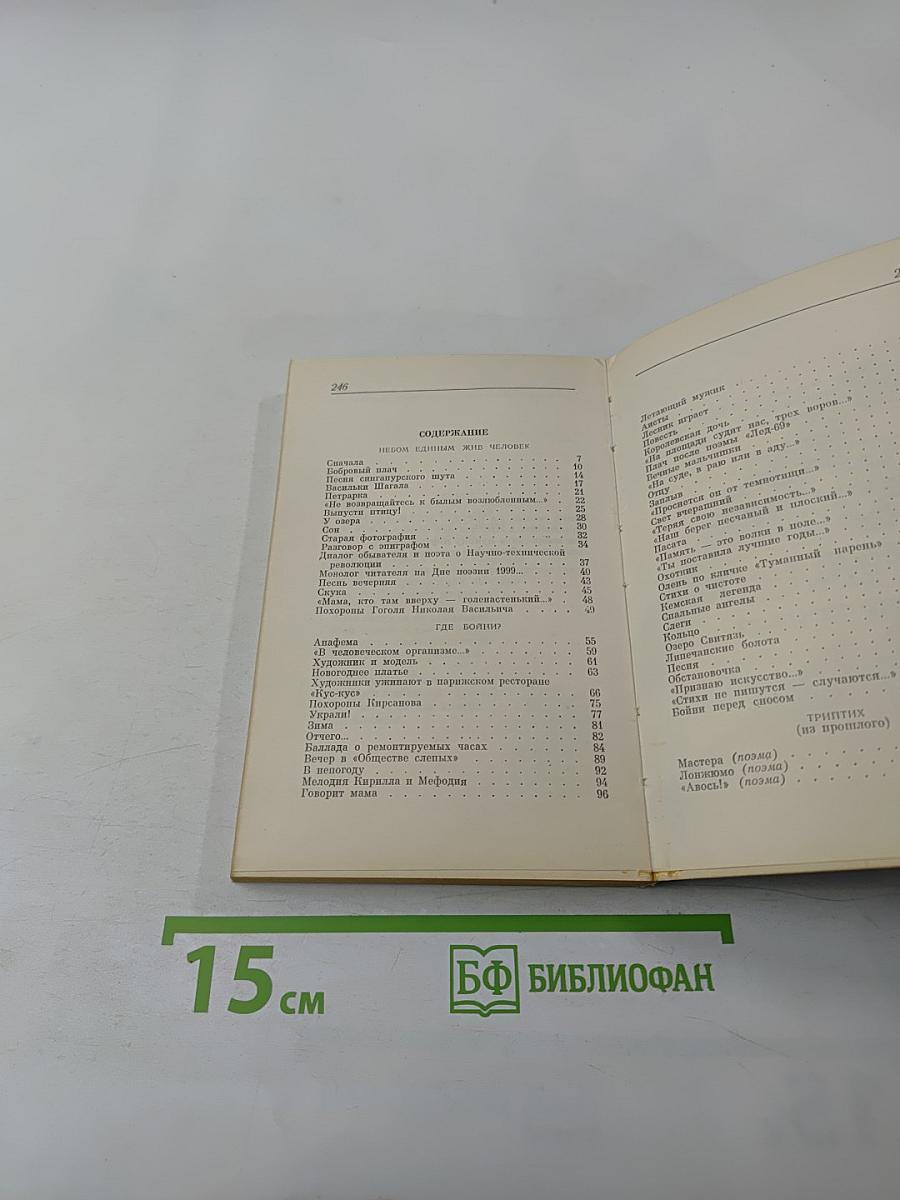 246
СОДЕРЖАНИЕ
НЕБОМ ЕДИНЫМ ЖИВ ЧЕЛОВЕК
Сначала . . . 7
Бобровый плач . . . 10
Песня сингапурского шута . . . 14
Васильки Шагала . . . 17
Петрарка . . . 21
«Не возвращайтесь к былым возлюбленным...» . 22
Выпусти птицу! . . . 25
У озера . . . 28
Сон . . . 30
Старая фотография . . . 32
Разговор с эпиграфом . . . 34
Диалог обывателя и поэта о Научно-технической
революции . . . 37
Монолог читателя на Дне поэзии 1999... . . . 40
Песнь вечерняя . . . 43
Скука . . . 45
«Мама, кто там вверху — голенастенький...» . 48
Похороны Гоголя Николая Васильича . . . 49
ГДЕ БОЙНИ?
Анафема . . . 55
«В человеческом организме...» . . . 59
Художник и модель . . . 61
Новогоднее платье . . . 63
Художники ужинают в парижском ресторане
«Кус-кус» . . . 66
Похороны Кирсанова . . . 75
Украли! . . . 77
Зима . . . 81
Отчего... . . . 82
Баллада о ремонтируемых часах . . . 84
Вечер в «Обществе слепых» . . . 89
В непогоду . . . 92
Мелодия Кирилла и Мефодия . . . 94
Говорит мама . . . 96
2
Летающий мужик
Аисты
Лесник играет
Повесть
Королевская дочь
«На площади судят нас, трех воров...»
Плач после поэмы «Лед-69»
Вечные мальчишки
«На суде, в раю или в аду...»
Отцу
Заплыв
«Проснется он от темнотищи...»
Свет вчерашний
«Теряя свою независимость...»
«Наш берег песчаный и плоский...»
Пасата
«Память — это волки в поле...»
«Ты поставила лучшие годы...»
Охотник
Олень по кличке «Туманный парень»
Стихи о чистоте
Кемская легенда
Спальные ангелы
Слеги
Кольцо
Озеро Свитязь
Липечанские болота
Песня
Обстановочка
«Признаю искусство...»
«Стихи не пишутся — случаются...»
Бойни перед сносом
ТРИПТИХ
(из прошлого)
Мастера (поэма)
Лонжюмо (поэма)
«Авось!» (поэма)
15 см
БФ БИБЛИОФАН